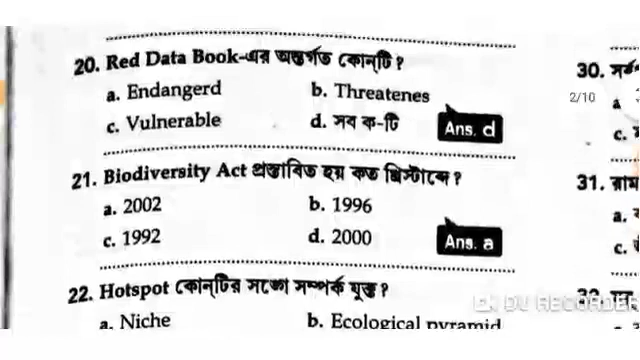 20. Red Data Book-এর অন্তর্গত কোন্‌টি ?
a. Endangerd b. Threatenes
c. Vulnerable d. সব ক-টি
Ans. d
21. Biodiversity Act প্রস্তাবিত হয় কত খ্রিস্টাব্দে ?
a. 2002 b. 1996
c. 1992 d. 2000
Ans. a
22. Hotspot কোন্‌টির সঙ্গে সম্পর্ক যুক্ত ?
a. Niche b. Ecological pyramid
30.
2/10
a
c.
31.
a.
c.
32.
DU RECORDER